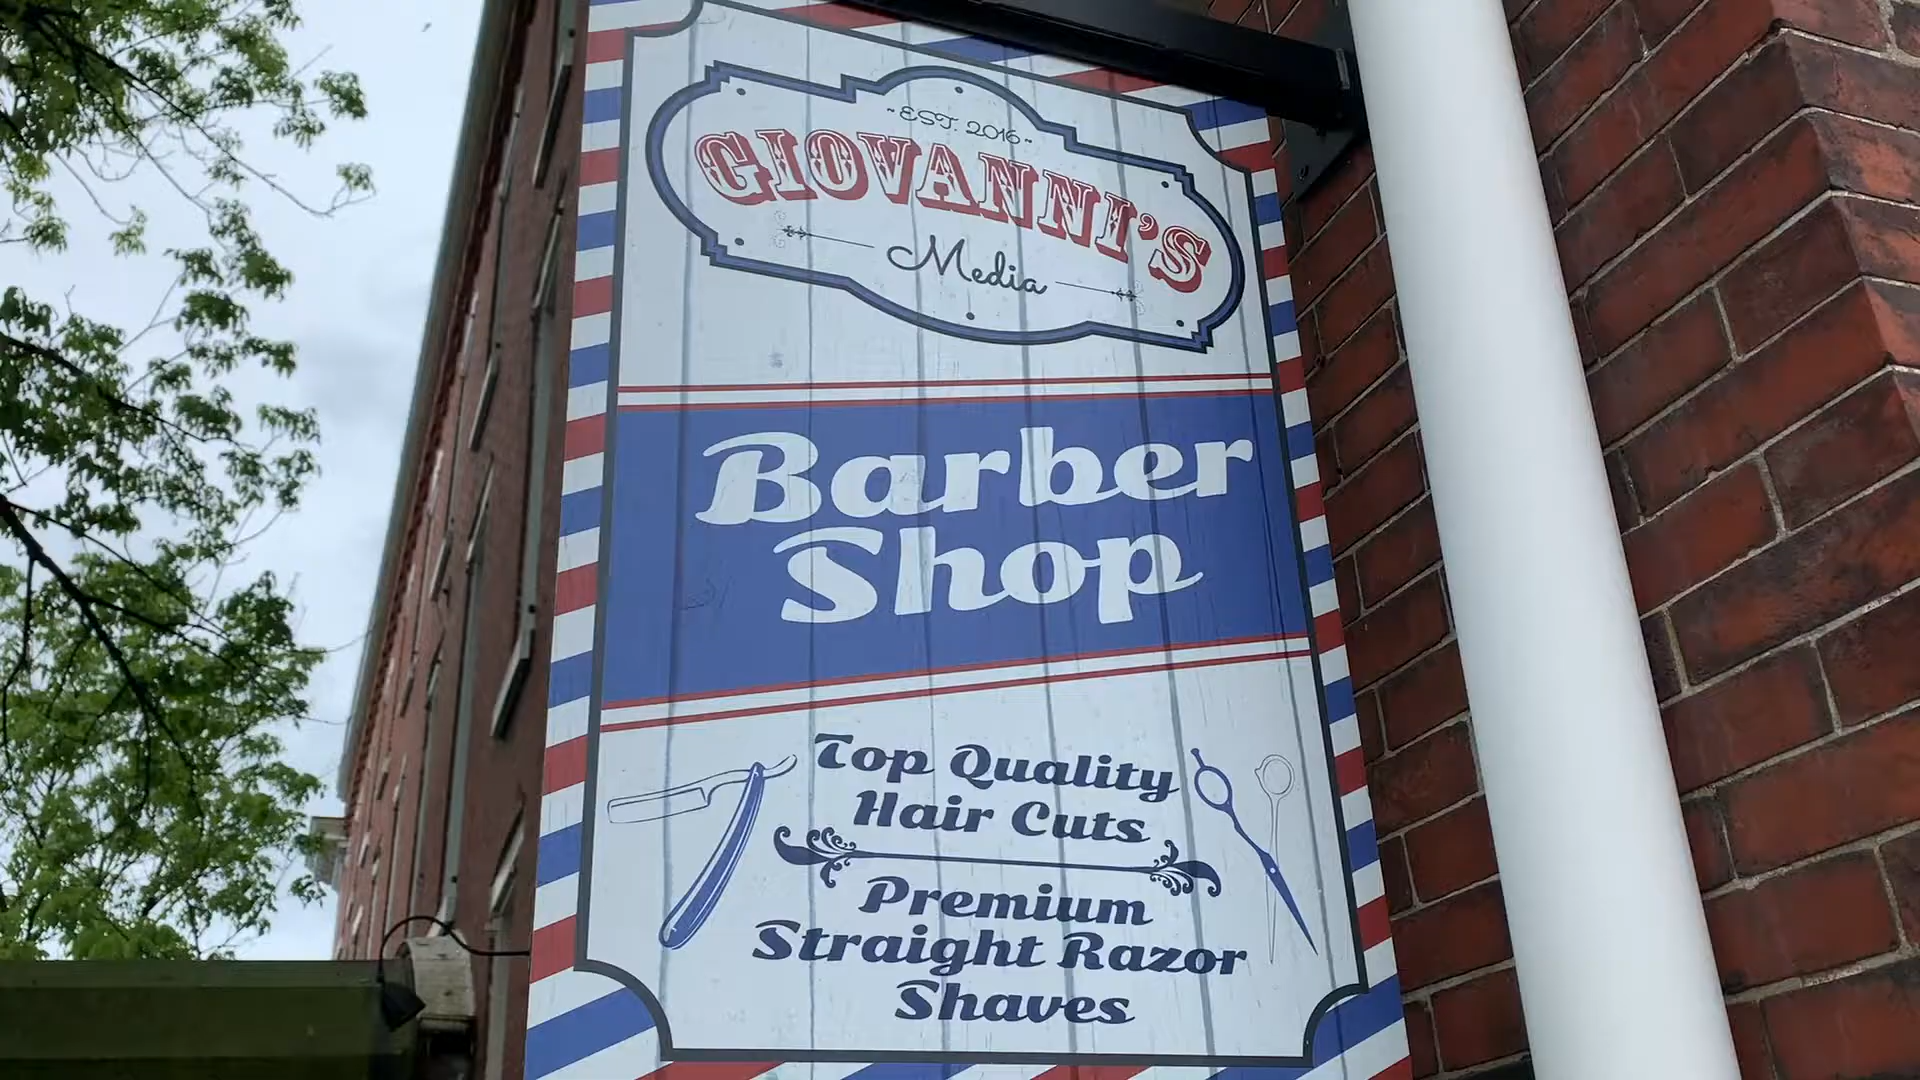 -EST. 2016-
GIOVANNI'S
Media
Barber
Shop
Top Quality
Hair Cuts
Premium
Straight Razor
Shaves